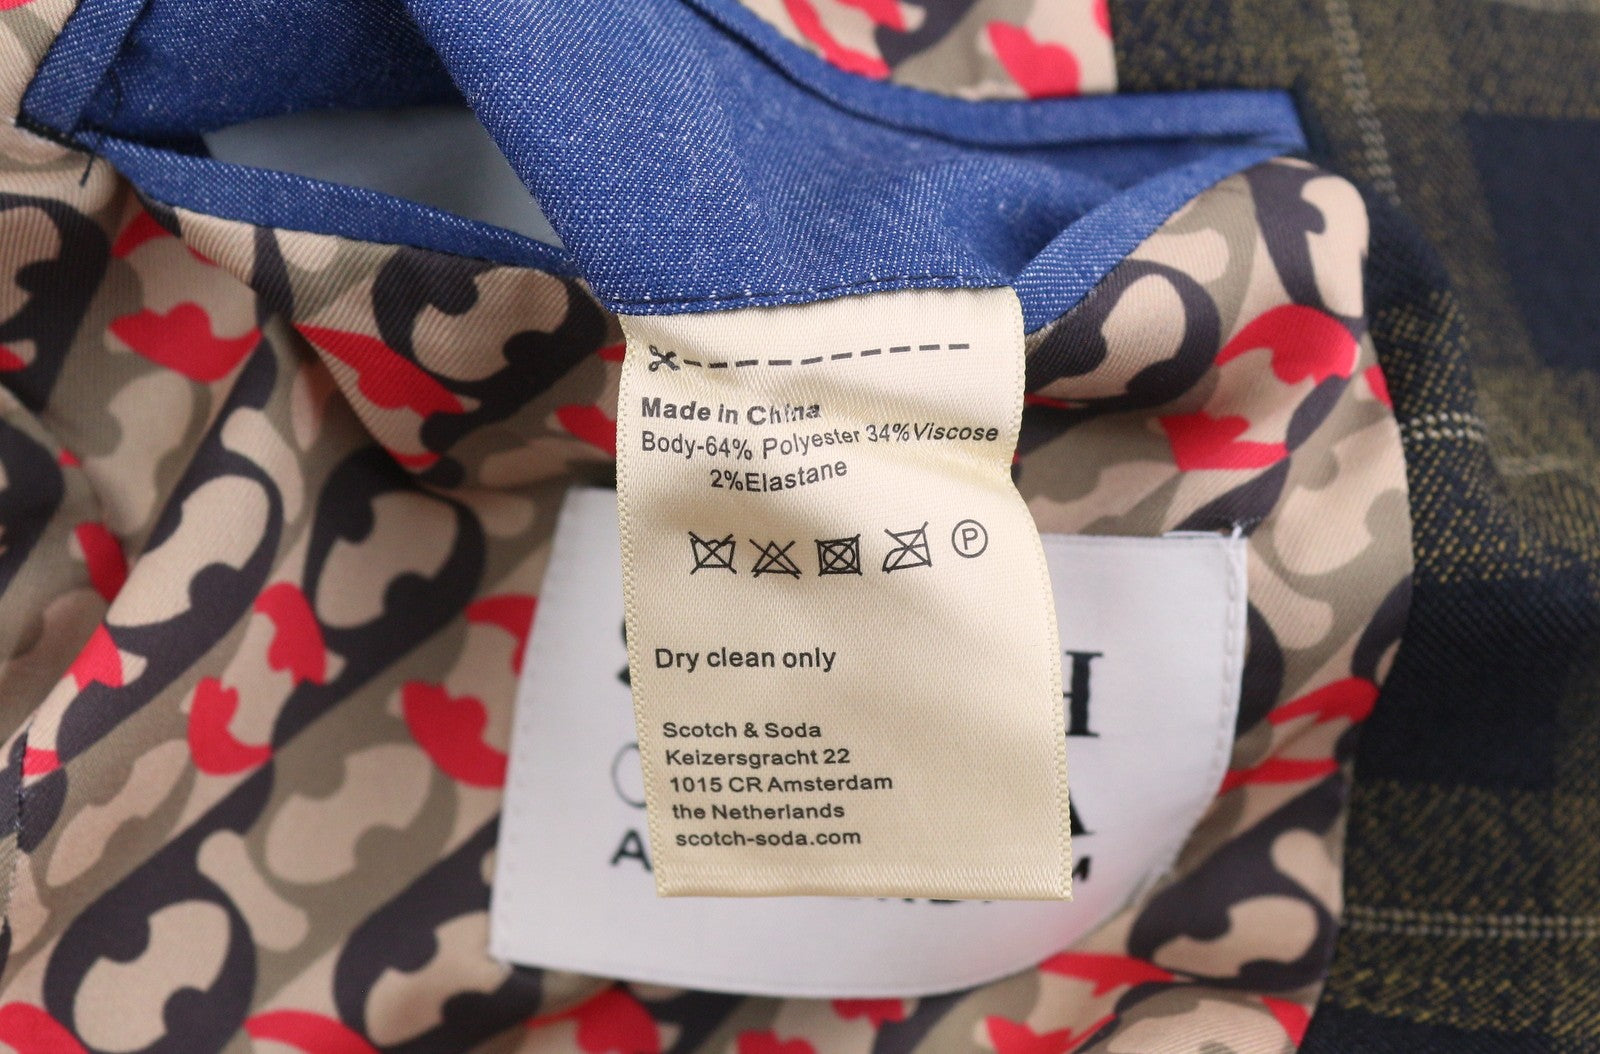 Made in China
Body-64% Polyester 34%Viscose
2%Elastane
P
Dry clean only
Scotch & Soda
Keizersgracht 22
1015 CR Amsterdam
the Netherlands
scotch-soda.com